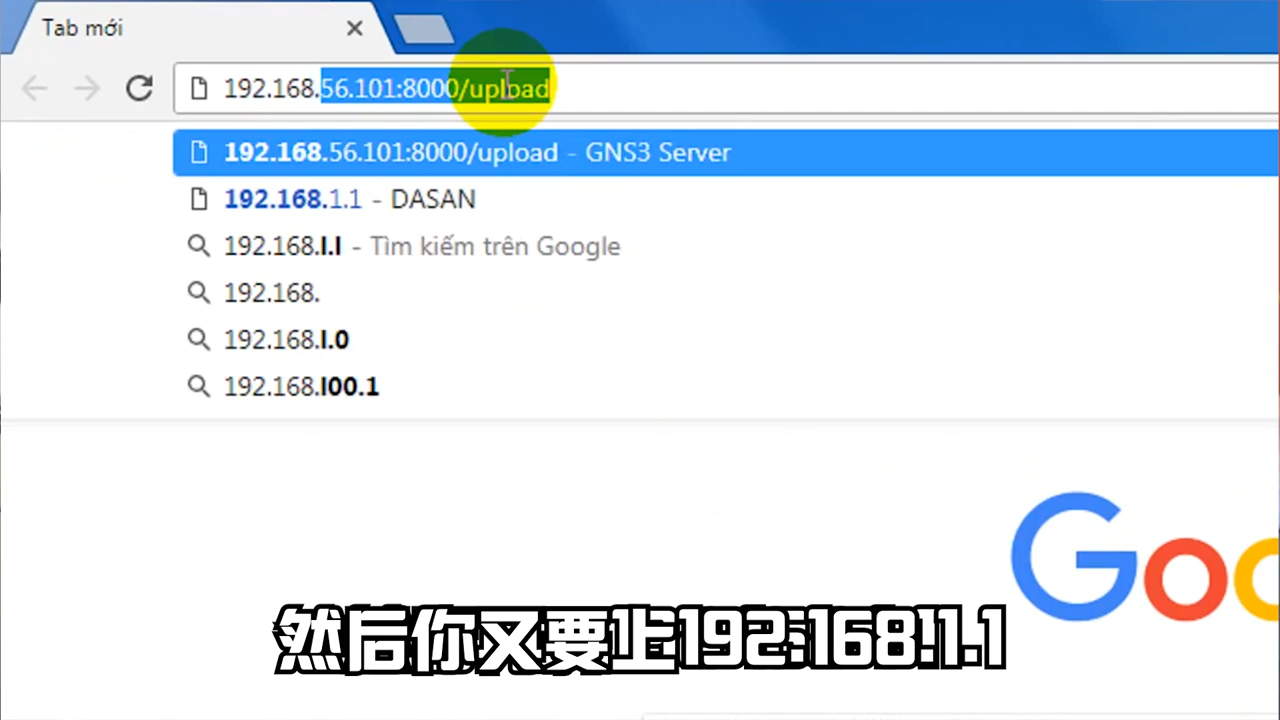 Tab mới
192.168.56.101:8000/upload
192.168.56.101:8000/upload - GNS3 Server
192.168.1.1 - DASAN
192.168.l.l - Tìm kiếm trên Google
192.168.
192.168.l.0
192.168.l00.1
Goo
然后你又要上192.168.1.1